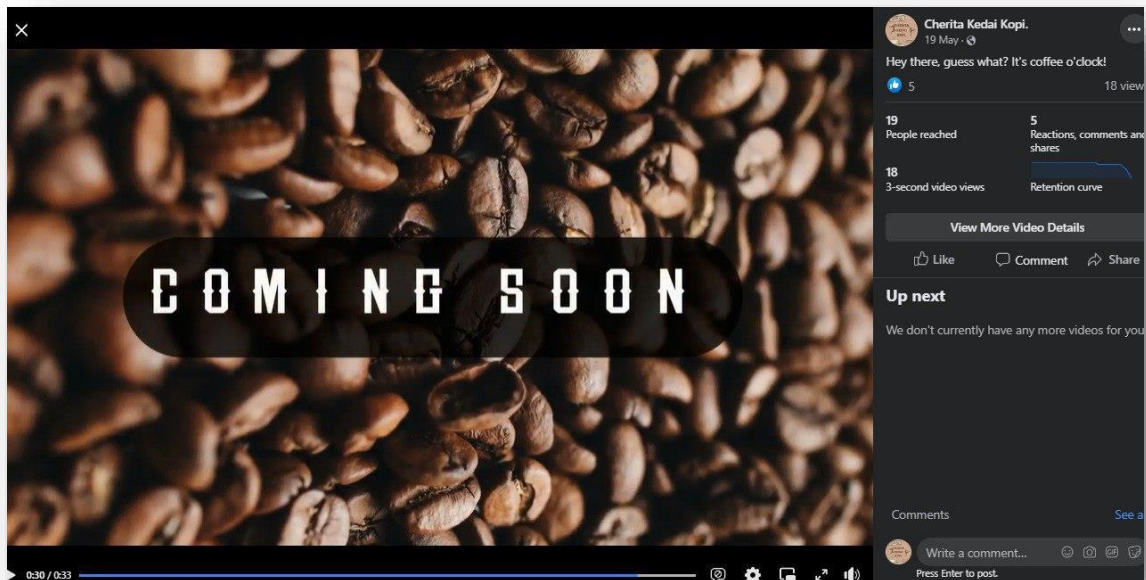 COMING SOON
0:30 / 0:33
Cherita Kedai Kopi.
19 May ·
Hey there, guess what? It's coffee o'clock!
5
18 view
19
People reached
5
Reactions, comments and
shares
18
3-second video views
Retention curve
View More Video Details
Like
Comment
Share
Up next
We don't currently have any more videos for you
Comments
See a
Write a comment...
GIF
Press Enter to post.